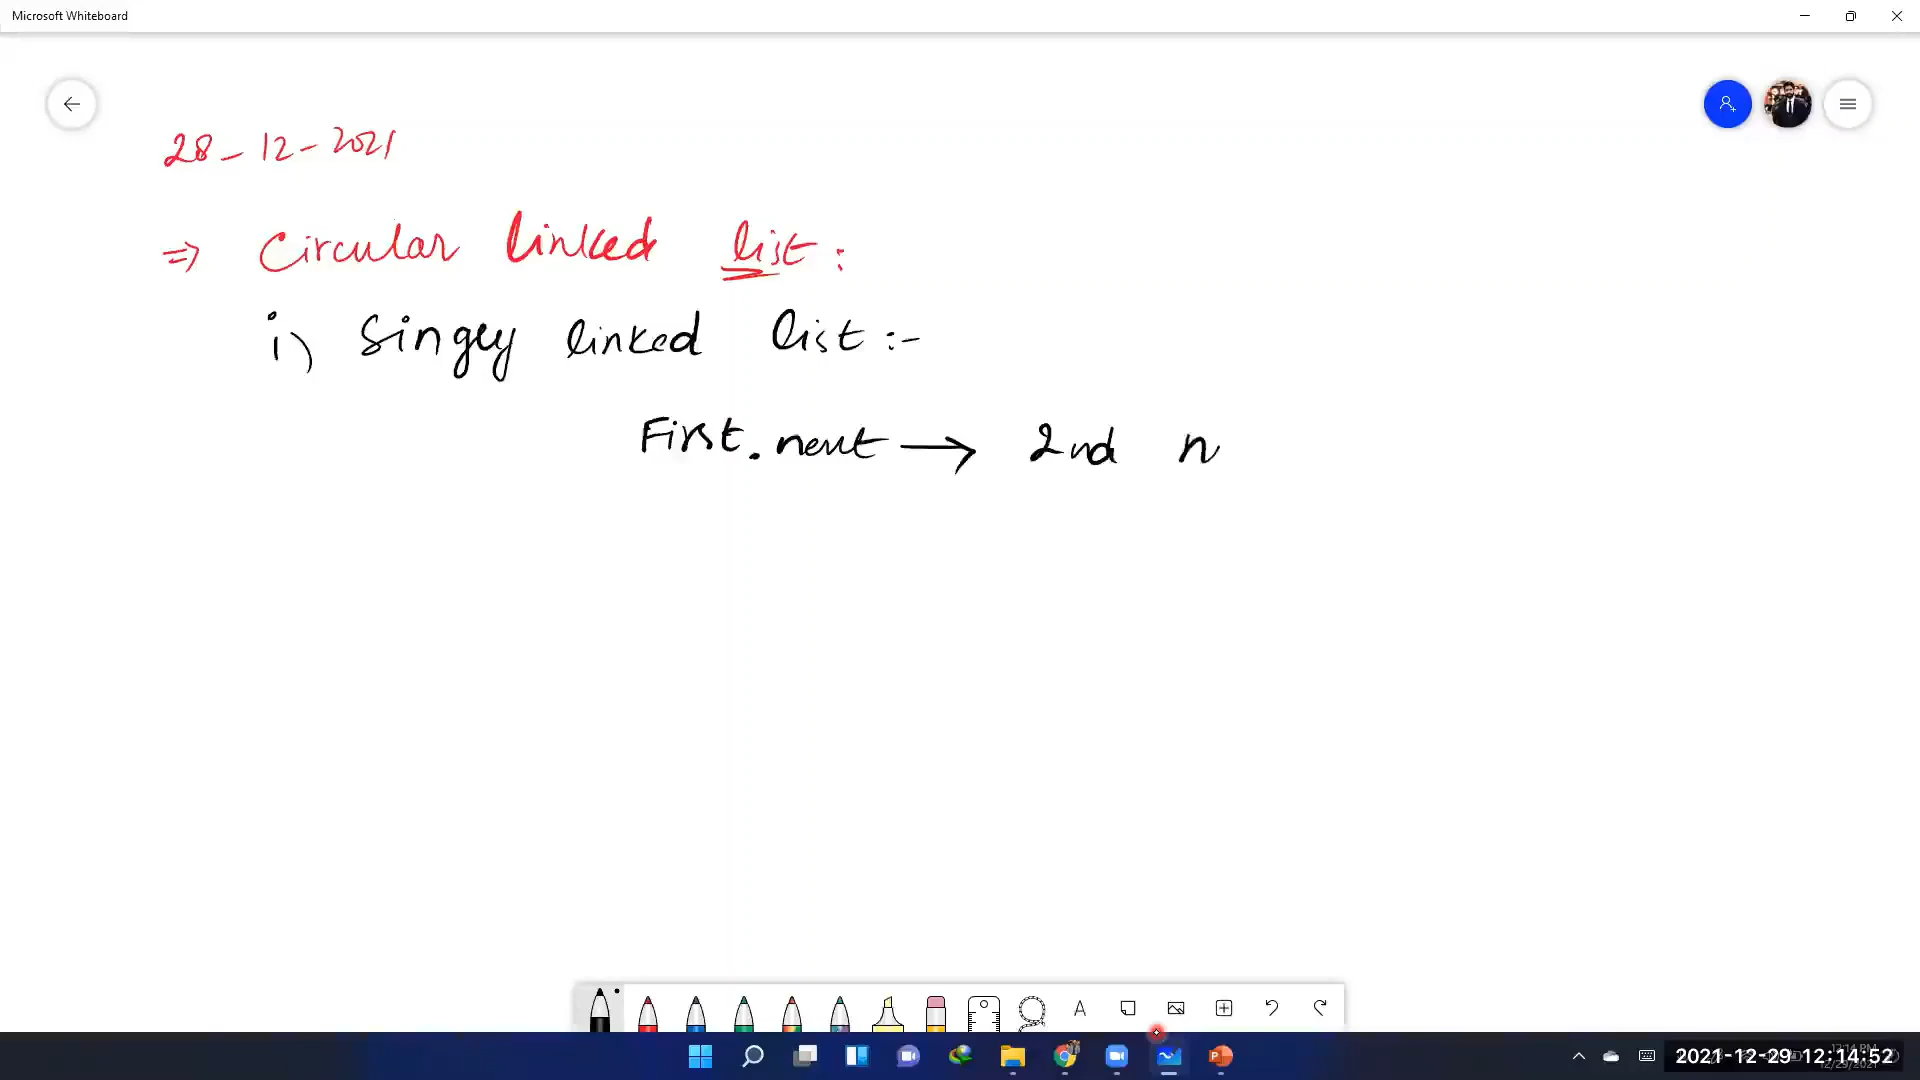 Microsoft Whiteboard
28-12-2021
⇒ Circular linked list:
i) Singly linked list:-
First.next → 2nd n
A
2021-12-29 12:14:52